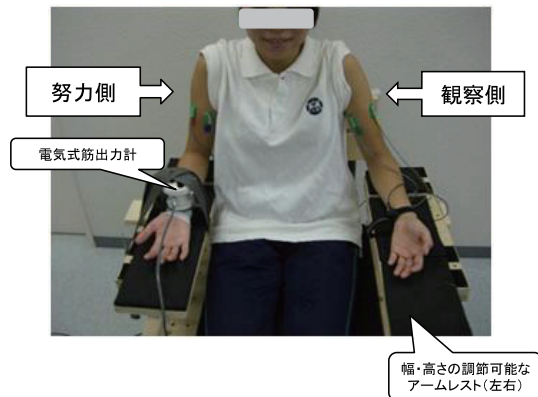 努力側
観察側
電気式筋出力計
幅・高さの調節可能な
アームレスト(左右)